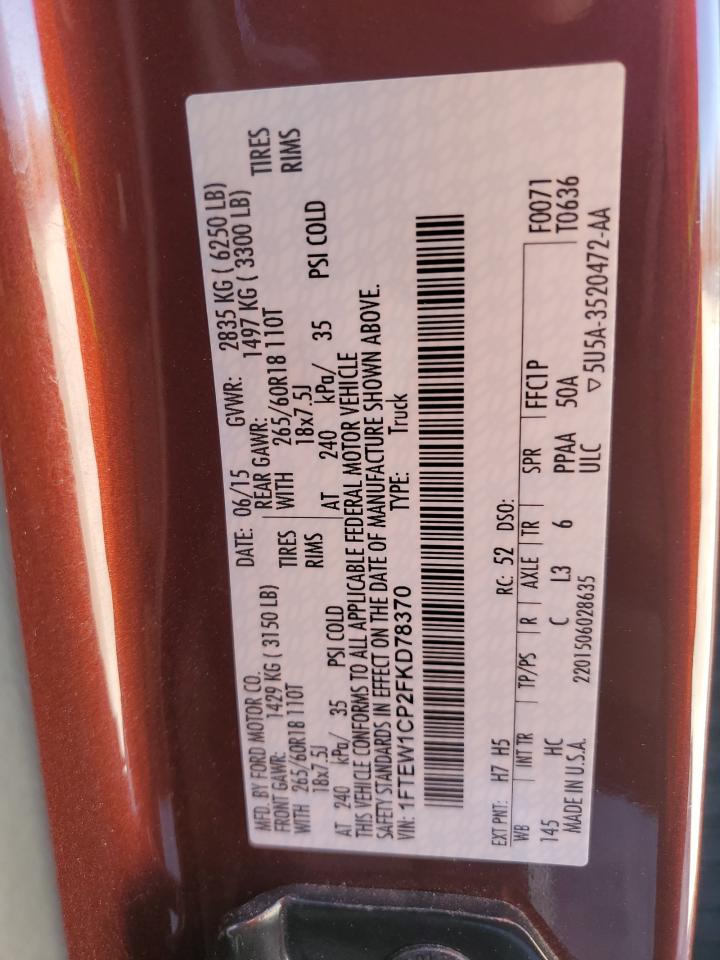 MFD. BY FORD MOTOR CO.
DATE: 06/15 GVWR: 2835 KG ( 6250 LB)
FRONT GAWR: 1429 KG ( 3150 LB) REAR GAWR: 1497 KG ( 3300 LB)
WITH 265/60R18 110T TIRES WITH 265/60R18 110T TIRES
18x7.5J RIMS 18x7.5J RIMS
AT 240 kPa/ 35 PSI COLD AT 240 kPa/ 35 PSI COLD
THIS VEHICLE CONFORMS TO ALL APPLICABLE FEDERAL MOTOR VEHICLE
SAFETY STANDARDS IN EFFECT ON THE DATE OF MANUFACTURE SHOWN ABOVE.
VIN: 1FTEW1CP2FKD78370 TYPE: Truck
EXT PNT: H7 H5 RC: 52 DSO: F0071
WB INT TR TP/PS R AXLE TR SPR FFC1P T0636
145 HC C L3 6 PPAA 50A
MADE IN U.S.A. 2201506028635 ULC ▽ 5U5A-3520472-AA